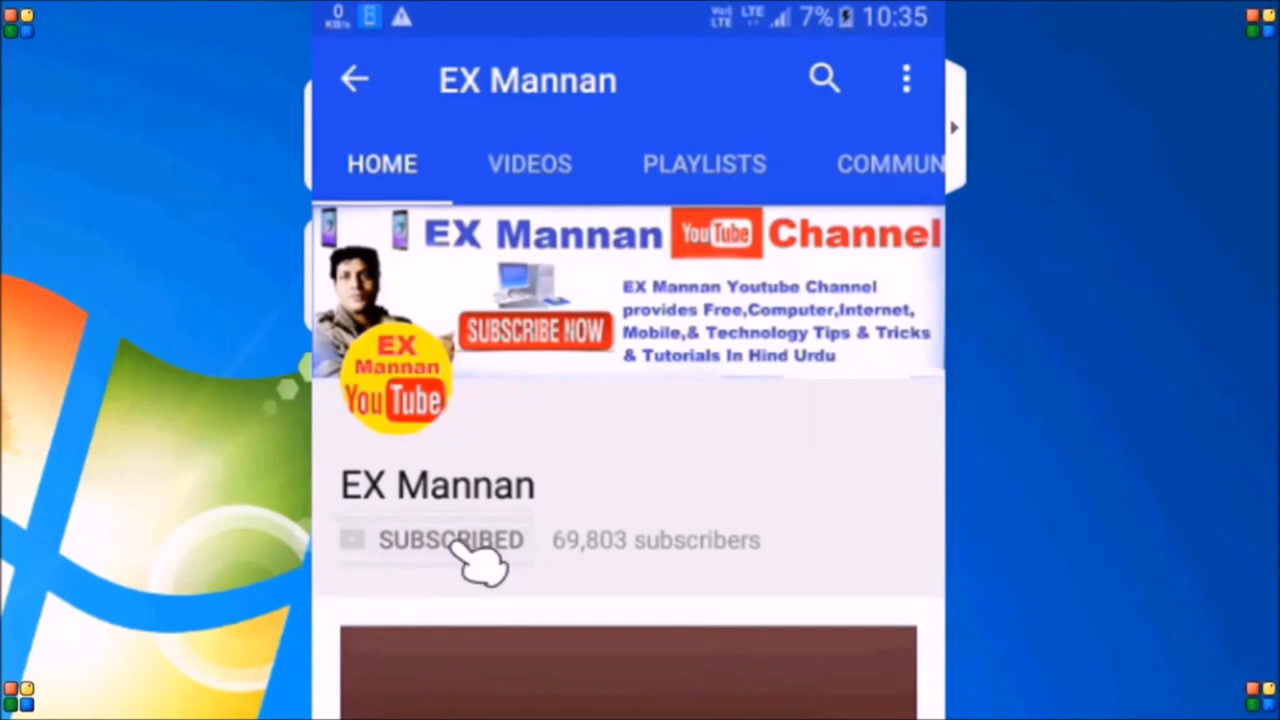 0
KB/s
VoI LTE LTE 7% 10:35
EX Mannan
HOME VIDEOS PLAYLISTS COMMUN
EX Mannan YouTube Channel
EX Mannan Youtube Channel
provides Free,Computer,Internet,
Mobile,& Technology Tips & Tricks
& Tutorials In Hind Urdu
SUBSCRIBE NOW
EX
Mannan
YouTube
EX Mannan
SUBSCRIBED 69,803 subscribers